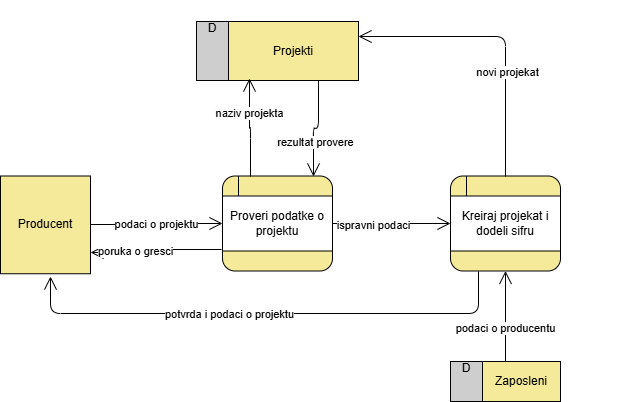 D
Projekti
novi projekat
naziv projekta
rezultat provere
Producent
podaci o projektu
Proveri podatke o
projektu
ispravni podaci
Kreiraj projekat i
dodeli sifru
poruka o gresci
potvrda i podaci o projektu
podaci o producentu
D
Zaposleni